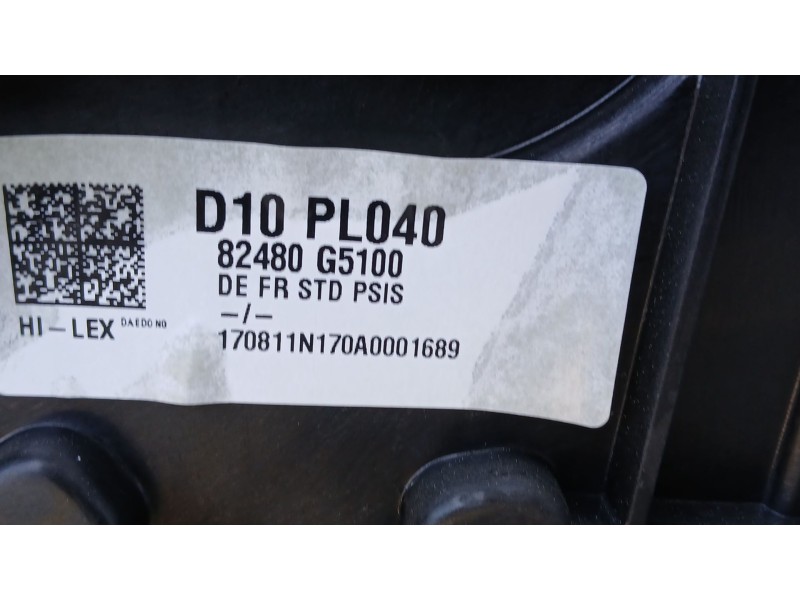 D10 PL040
82480 G5100
DE FR STD PSIS
-/-
HI-LEX DAEDONG
170811N170A0001689